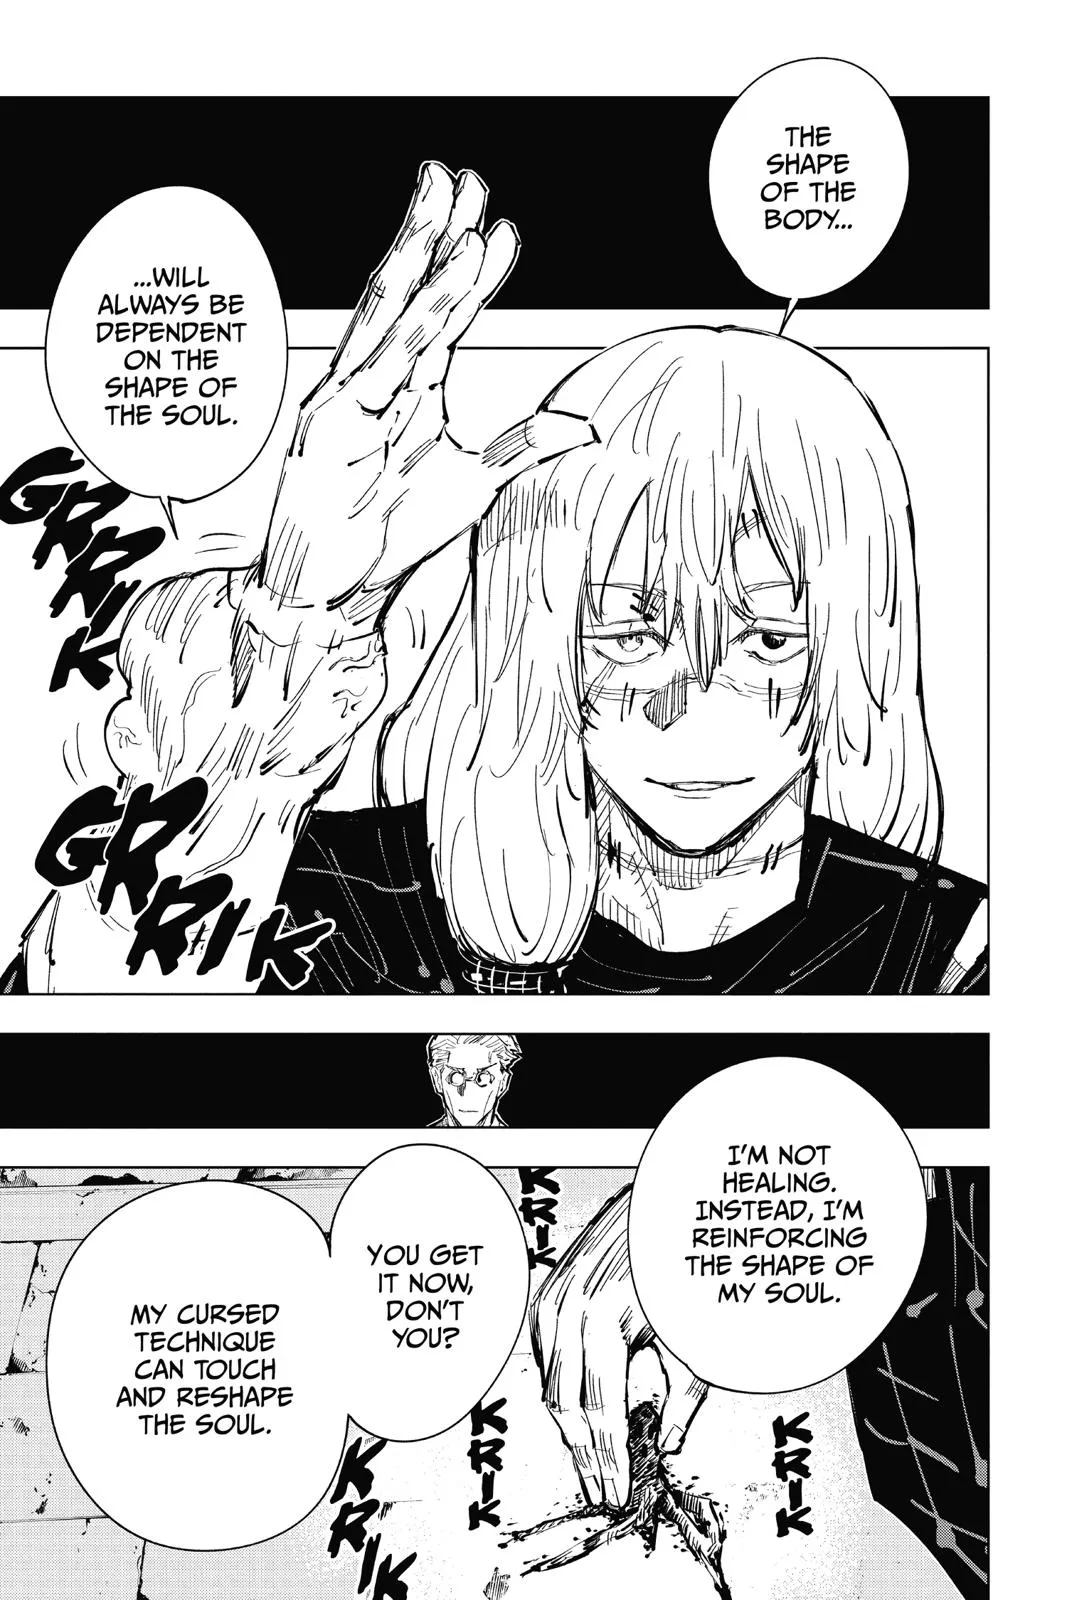 THE
SHAPE
OF THE
BODY...
...WILL
ALWAYS BE
DEPENDENT
ON THE
SHAPE OF
THE SOUL.
GRRIK
GRRIK
I'M NOT
HEALING.
INSTEAD, I'M
REINFORCING
THE SHAPE OF
MY SOUL.
YOU GET
IT NOW,
DON'T
YOU?
MY CURSED
TECHNIQUE
CAN TOUCH
AND RESHAPE
THE SOUL.
KRIK
KRIK
KRIK
KRIK